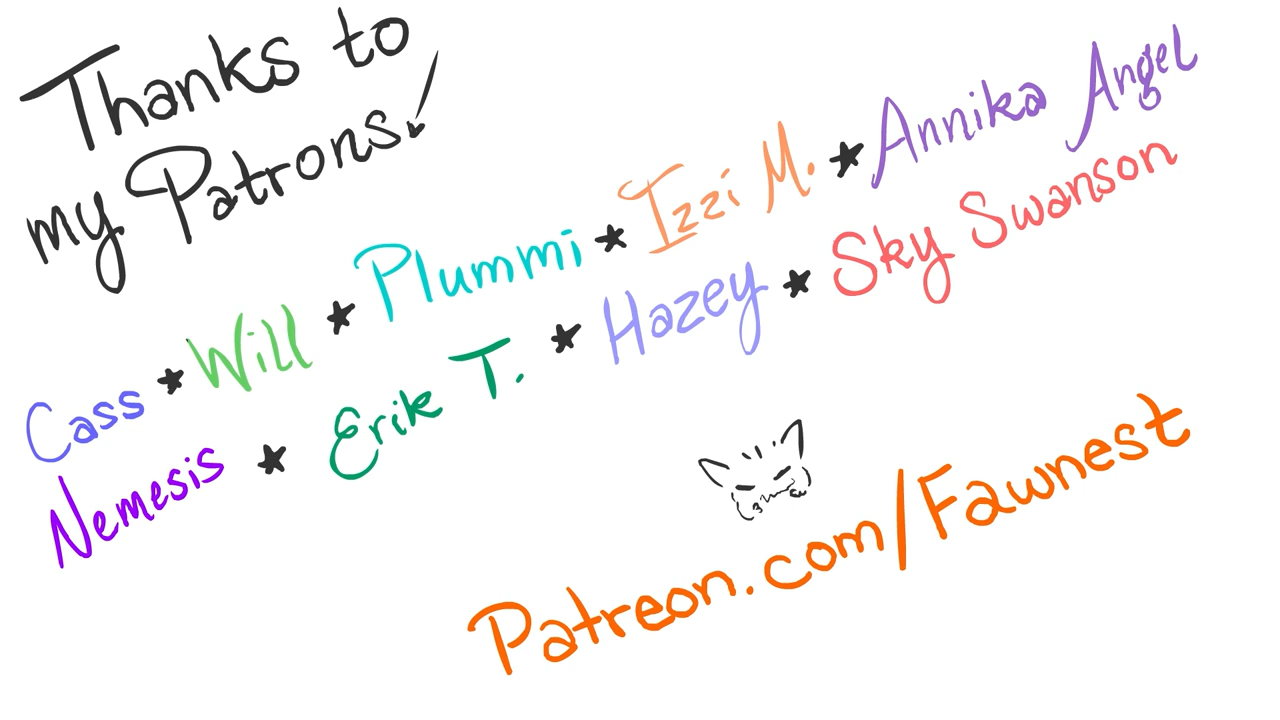 Thanks to
my Patrons!
Cass ★ Will ★ Plummi ★ Izzi M. ★ Annika Angel
Nemesis ★ Erik T. ★ Hazey ★ Sky Swanson
Patreon.com/Fawnest